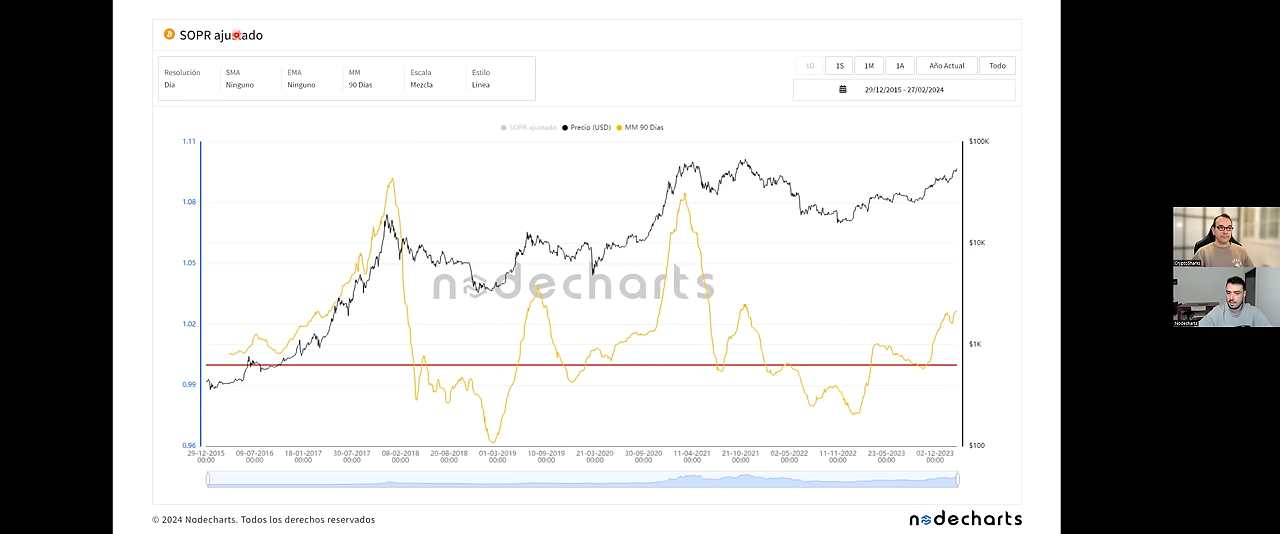 SOPR ajustado
Resolución SMA EMA MM Escala Estilo
Día Ninguno Ninguno 90 Días Mezcla Línea
1D 1S 1M 1A Año Actual Todo
29/12/2015 - 27/02/2024
SOPR ajustado Precio (USD) MM 90 Días
1.11 $100K
1.08
$10K
1.05
nodecharts
1.02
$1K
0.99
0.96 $100
29-12-2015 09-07-2016 18-01-2017 30-07-2017 08-02-2018 20-08-2018 01-03-2019 10-09-2019 21-03-2020 30-09-2020 11-04-2021 21-10-2021 02-05-2022 11-11-2022 23-05-2023 02-12-2023
00:00 00:00 00:00 00:00 00:00 00:00 00:00 00:00 00:00 00:00 00:00 00:00 00:00 00:00 00:00 00:00
© 2024 Nodecharts. Todos los derechos reservados
nodecharts
CryptoSharks
Nodecharts